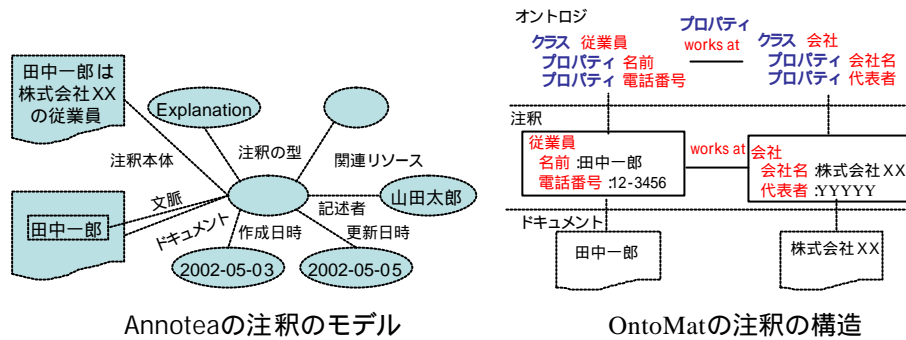 田中一郎は
株式会社XX
の従業員
Explanation
注釈本体
注釈の型
関連リソース
文脈
田中一郎
ドキュメント
作成日時
更新日時
記述者
山田太郎
2002-05-03
2002-05-05
Annoteaの注釈のモデル
オントロジ
クラス 従業員
プロパティ 名前
プロパティ 電話番号
プロパティ
works at
クラス 会社
プロパティ 会社名
プロパティ 代表者
注釈
従業員
名前 :田中一郎
電話番号 :12-3456
works at
会社
会社名 :株式会社XX
代表者 :YYYYY
ドキュメント
田中一郎
株式会社XX
OntoMatの注釈の構造